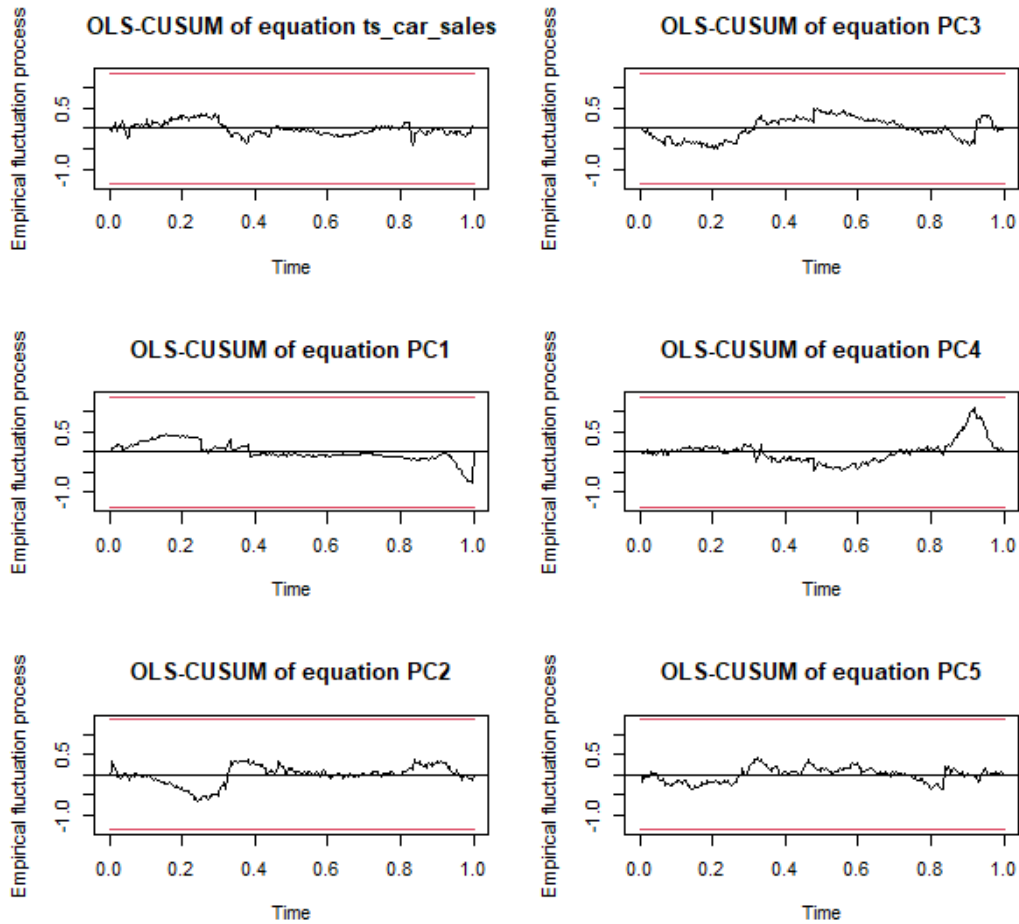 OLS-CUSUM of equation ts_car_sales
Empirical fluctuation process
0.5
-1.0
0.0 0.2 0.4 0.6 0.8 1.0
Time
OLS-CUSUM of equation PC3
Empirical fluctuation process
0.5
-1.0
0.0 0.2 0.4 0.6 0.8 1.0
Time
OLS-CUSUM of equation PC1
Empirical fluctuation process
0.5
-1.0
0.0 0.2 0.4 0.6 0.8 1.0
Time
OLS-CUSUM of equation PC4
Empirical fluctuation process
0.5
-1.0
0.0 0.2 0.4 0.6 0.8 1.0
Time
OLS-CUSUM of equation PC2
Empirical fluctuation process
0.5
-1.0
0.0 0.2 0.4 0.6 0.8 1.0
Time
OLS-CUSUM of equation PC5
Empirical fluctuation process
0.5
-1.0
0.0 0.2 0.4 0.6 0.8 1.0
Time